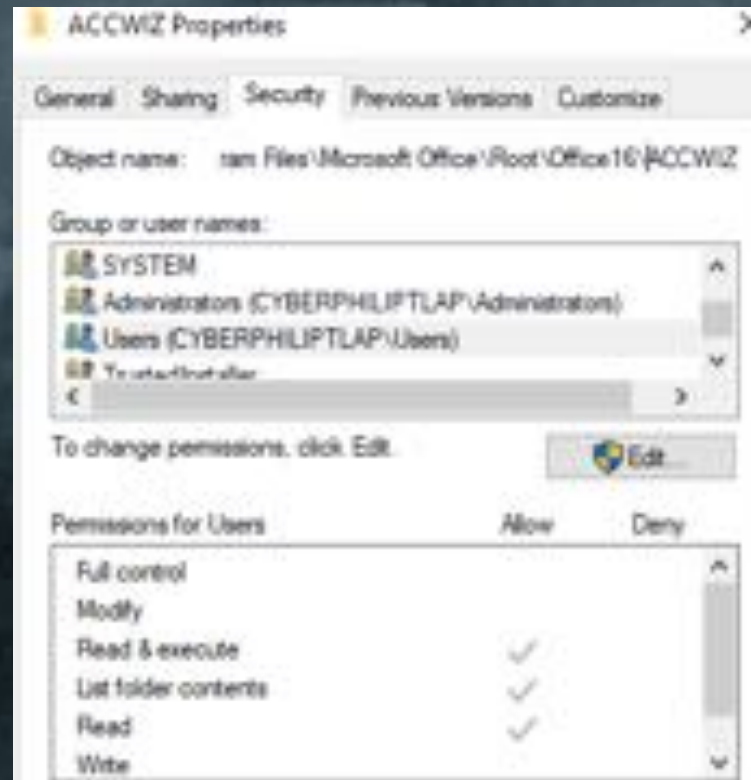 ACCWIZ Properties
General Sharing Security Previous Versions Customize
Object name: ram Files\Microsoft Office\Root\Office16\ACCWIZ
Group or user names:
SYSTEM
Administrators (CYBERPHILIPTLAP\Administrators)
Users (CYBERPHILIPTLAP\Users)
TrustedInstaller
To change permissions, click Edit.
Edit...
Permissions for Users Allow Deny
Full control
Modify
Read & execute
List folder contents
Read
Write